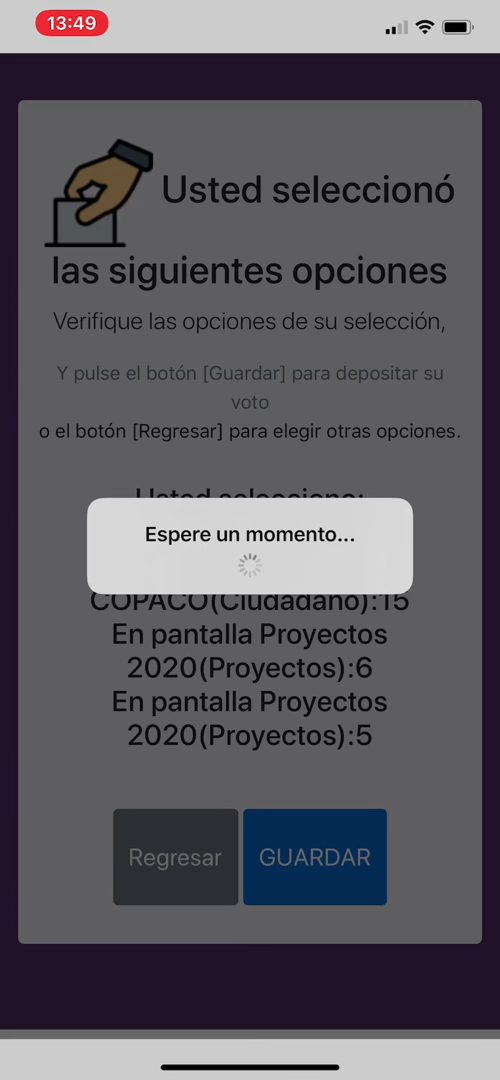 13:49
Usted seleccionó
las siguientes opciones
Verifique las opciones de su selección,
Y pulse el botón [Guardar] para depositar su
voto
o el botón [Regresar] para elegir otras opciones.
Usted selecciono:
Espere un momento...
COPACO(Ciudadano):15
En pantalla Proyectos
2020(Proyectos):6
En pantalla Proyectos
2020(Proyectos):5
Regresar
GUARDAR